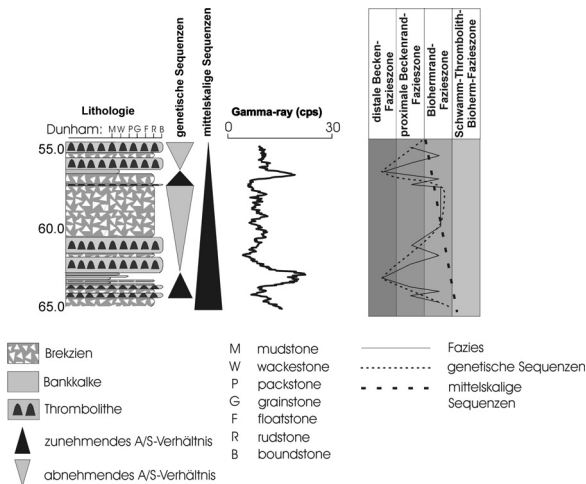 genetische Sequenzen
mittelskalige Sequenzen
distale Becken-
Fazieszone
proximale Beckenrand-
Fazieszone
Biohermrand-
Fazieszone
Schwamm-Thrombolith-
Bioherm-Fazieszone
Lithologie
Dunham: M W P G F R B
Gamma-ray (cps)
0 30
55.0
60.0
65.0
Brekzien
Bankkalke
Thrombolithe
zunehmendes A/S-Verhältnis
abnehmendes A/S-Verhältnis
M mudstone
W wackestone
P packstone
G grainstone
F floatstone
R rudstone
B boundstone
Fazies
genetische Sequenzen
mittelskalige
Sequenzen